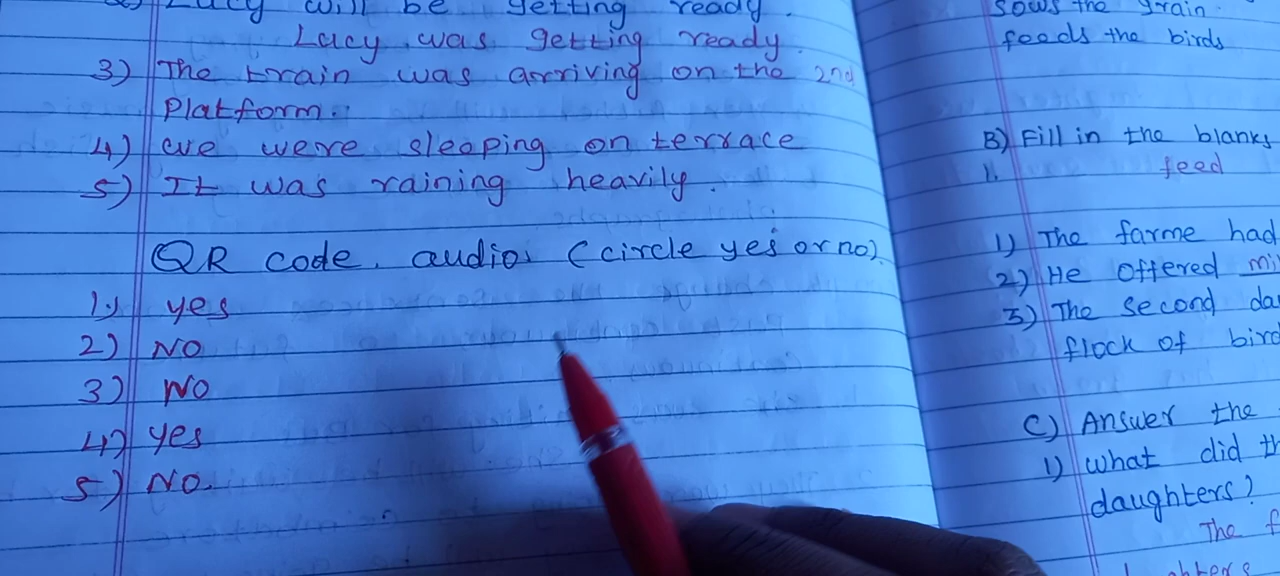 Lucy will be getting ready.
Lucy was getting ready.
3) The train was arriving on the 2nd
Platform.
4) We were sleeping on terrace
5) It was raining heavily.
QR code. audio. (circle yes or no)
1) yes
2) NO
3) NO
4) yes
5) No.
sows the grain.
feeds the birds
B) Fill in the blanks
1. feed
1) The farme had
2) He offered
3) The second
flock of
C) Answer the
1) what did
daughters?
The